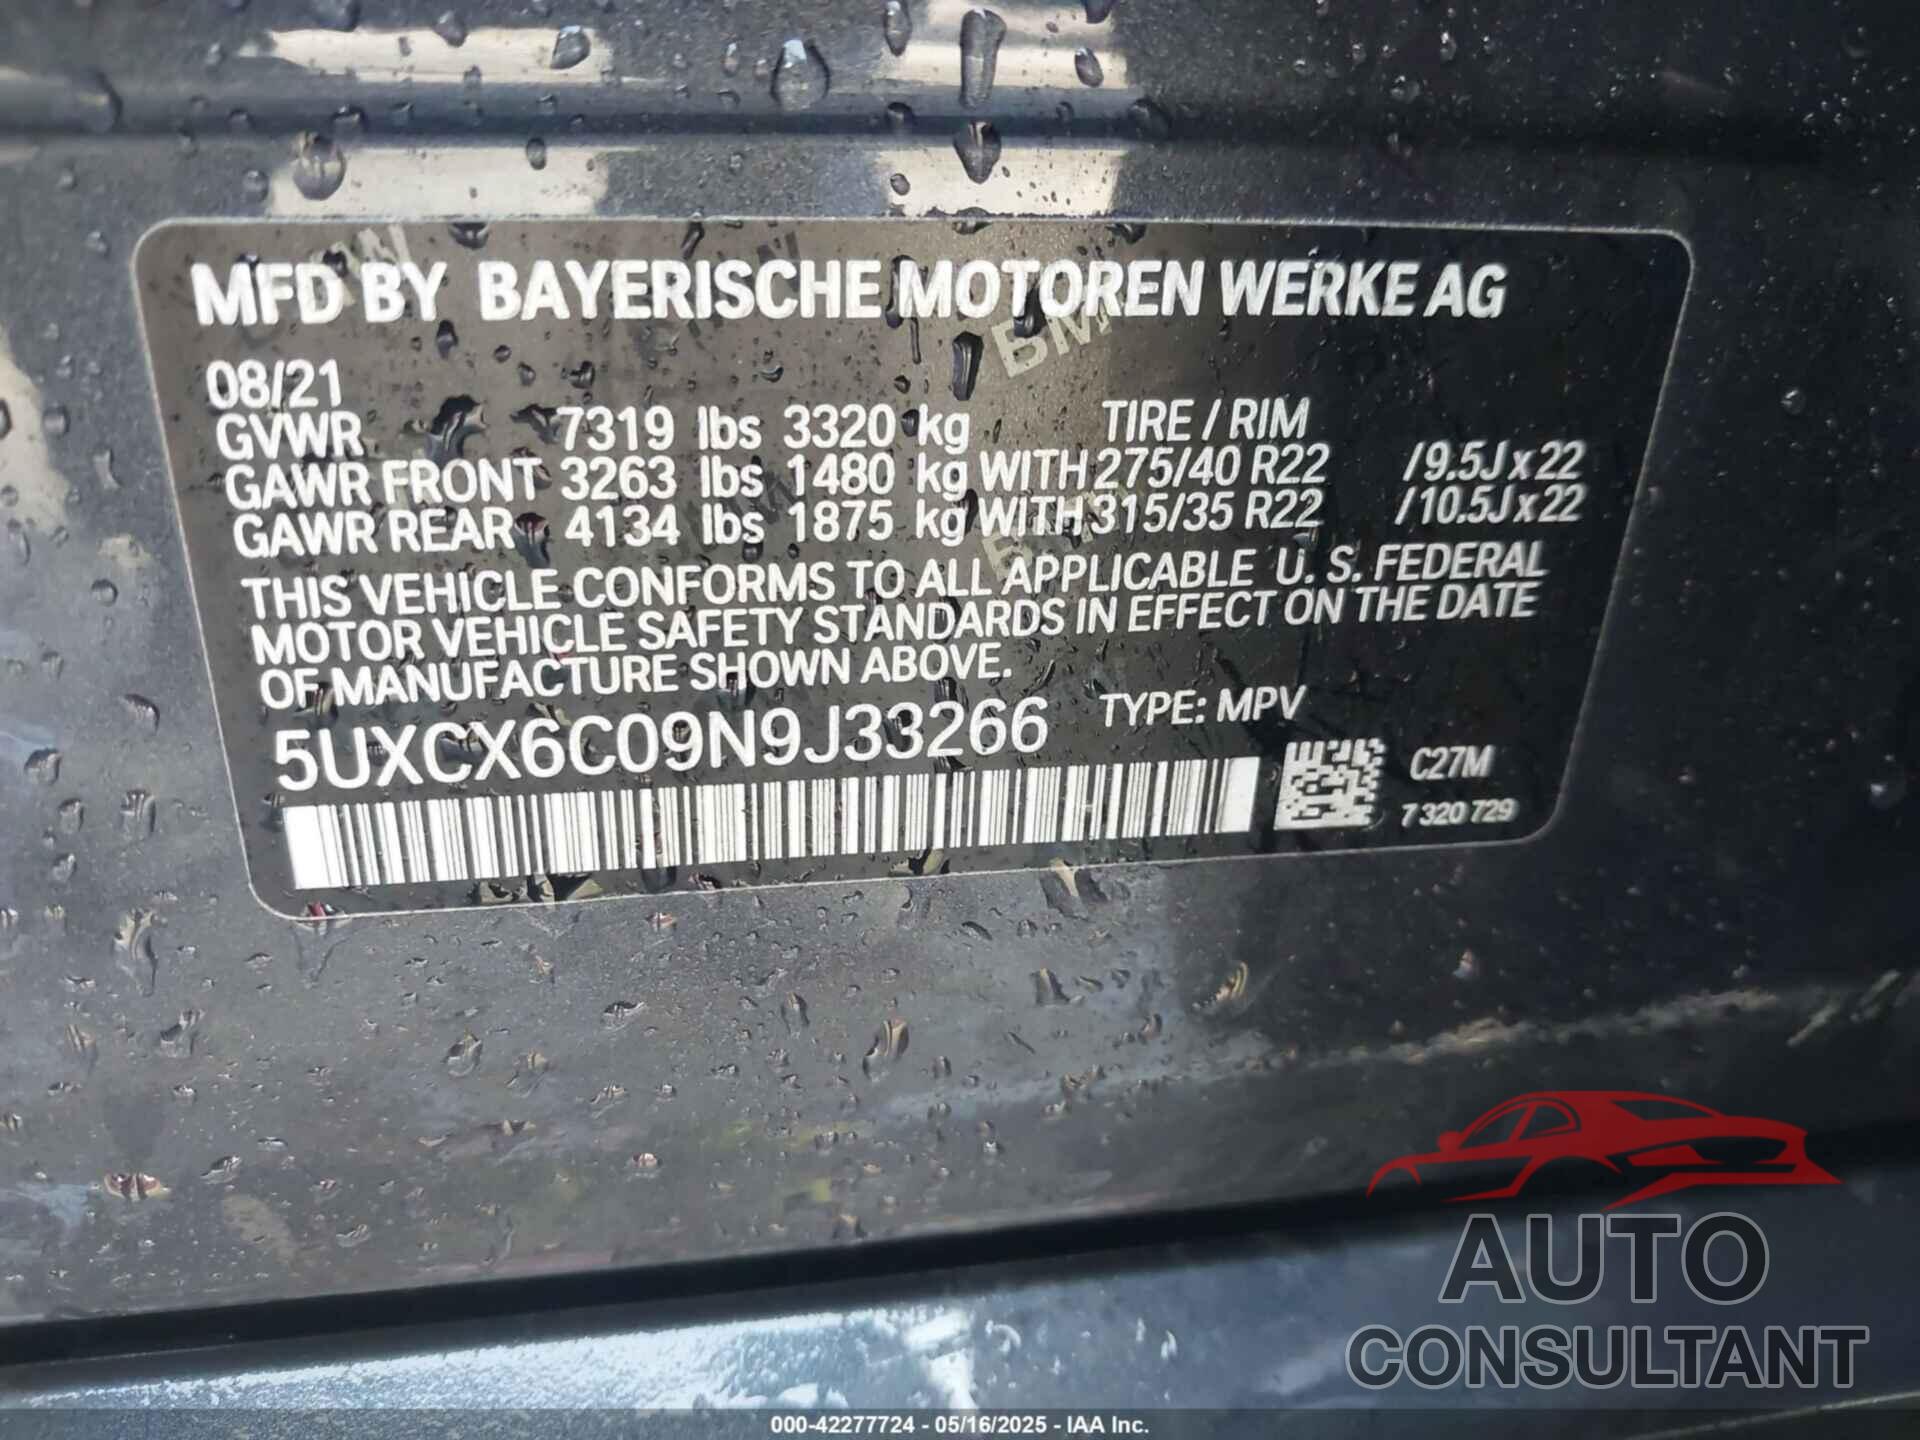 MFD BY BAYERISCHE MOTOREN WERKE AG
08/21
GVWR 7319 lbs 3320 kg TIRE / RIM
GAWR FRONT 3263 lbs 1480 kg WITH 275/40 R22 /9.5J x 22
GAWR REAR 4134 lbs 1875 kg WITH 315/35 R22 /10.5J x 22
THIS VEHICLE CONFORMS TO ALL APPLICABLE U. S. FEDERAL
MOTOR VEHICLE SAFETY STANDARDS IN EFFECT ON THE DATE
OF MANUFACTURE SHOWN ABOVE.
5UXCX6C09N9J33266 TYPE: MPV
C27M
7 320 729
AUTO
CONSULTANT
000-42277724 - 05/16/2025 - IAA Inc.